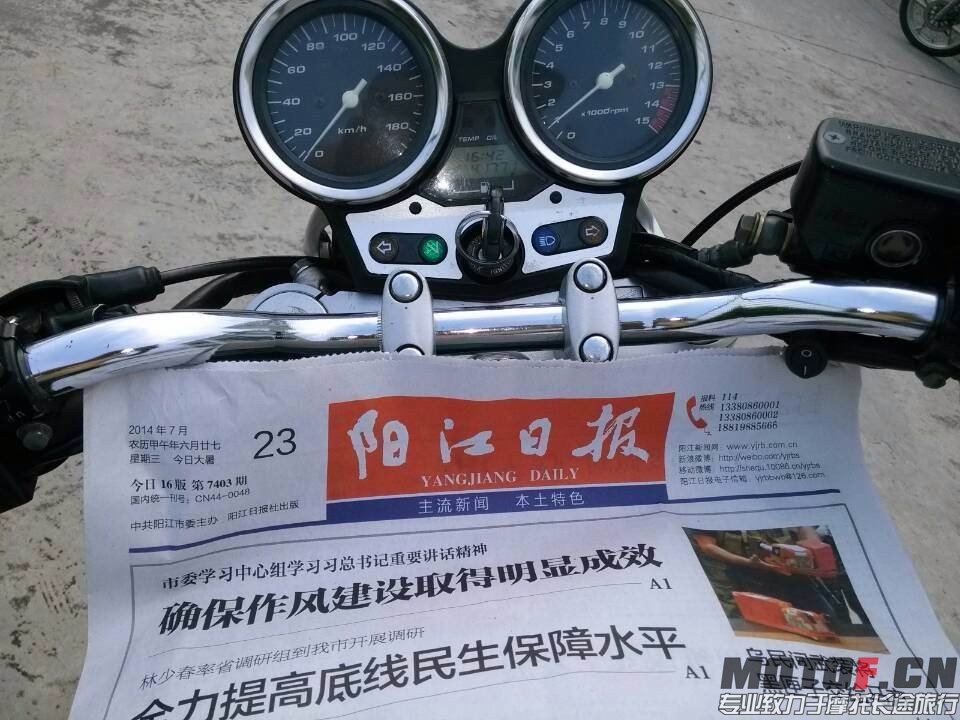 0 20 40 60 80 100 120 140 160 180
km/h
1 2 3 4 5 6 7 8 9 10 11 12 13 14 15
x1000rpm
TEMP OIL
16:42
2014年7月
农历甲午年六月廿七
星期三 今日大暑
23
今日16版 第7403期
国内统一刊号：CN44-0048
中共阳江市委主办 阳江日报社出版
阳江日报
YANGJIANG DAILY
主流新闻 本土特色
报料 114
热线 13380860001
13380860002
18819885666
阳江新闻网：www.yjrb.com.cn
新浪微博：http://weibo.com/yjrbs
移动微博：http://shequ.10086.cn/yjrbs
阳江日报电子信箱：yjrbbwb@126.com
市委学习中心组学习习总书记重要讲话精神
确保作风建设取得明显成效
A1
林少春率省调研组到我市开展调研
全力提高底线民生保障水平
A1
MOTOF.CN
专业致力于摩托长途旅行